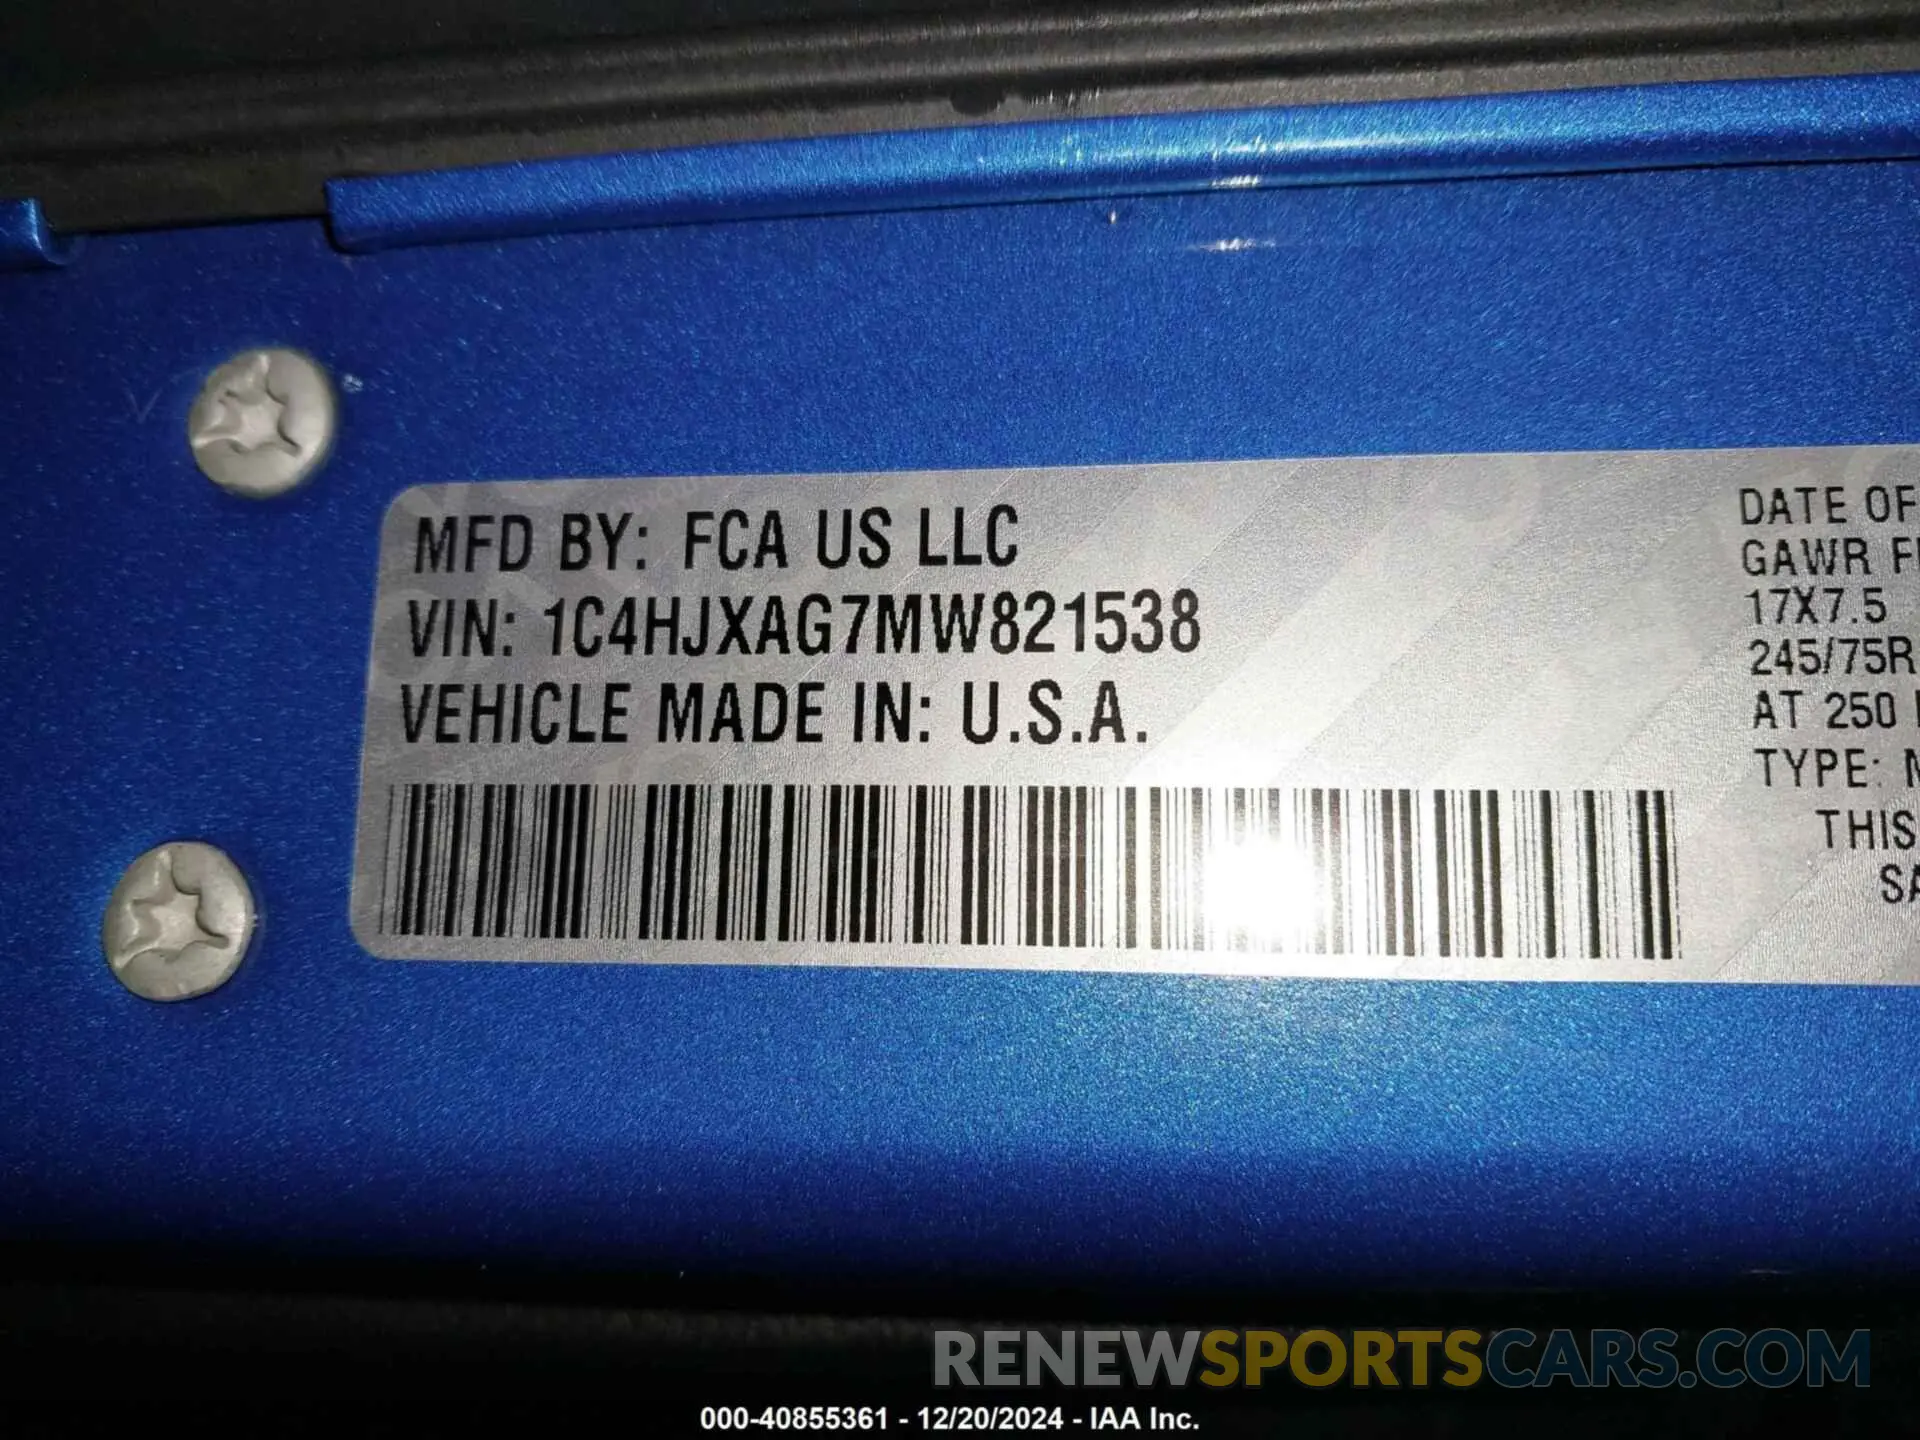 MFD BY: FCA US LLC
VIN: 1C4HJXAG7MW821538
VEHICLE MADE IN: U.S.A.
DATE OF
GAWR
17X7.5
245/75R
AT 250
TYPE:
THIS
RENEWSPORTSCARS.COM
000-40855361 - 12/20/2024 - IAA Inc.